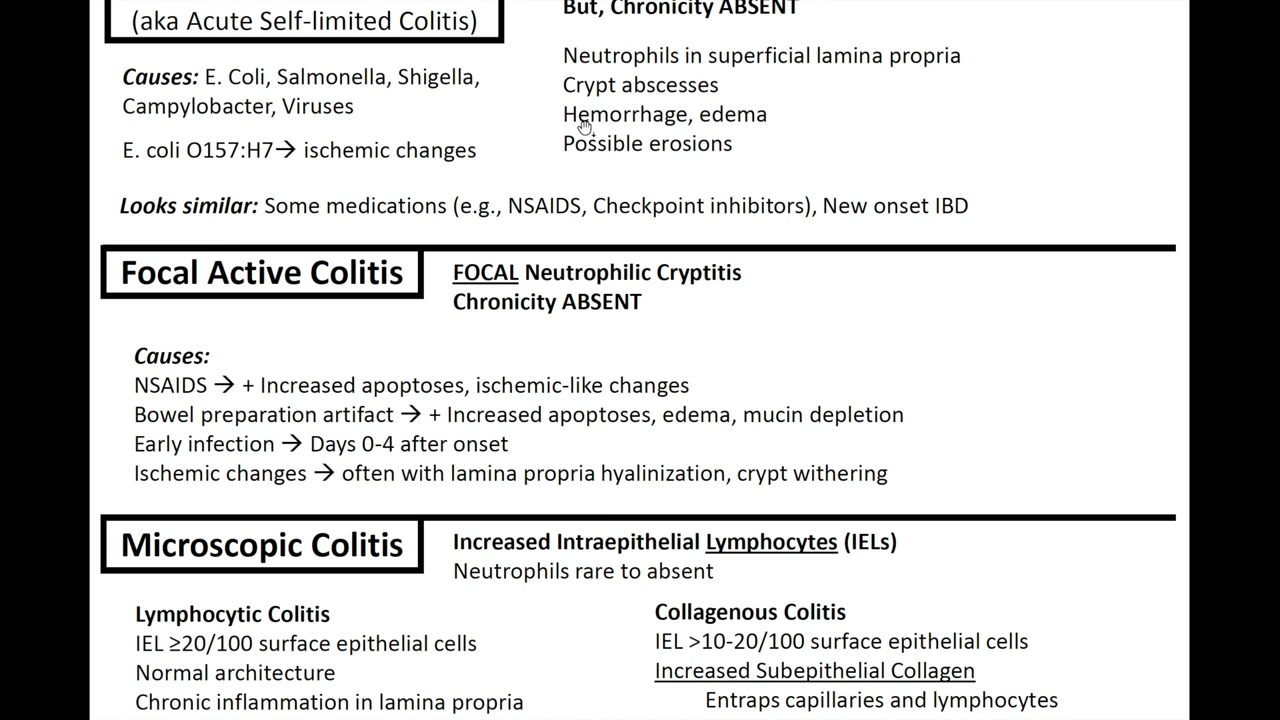 (aka Acute Self-limited Colitis)
But, Chronicity ABSENT
Causes: E. Coli, Salmonella, Shigella,
Campylobacter, Viruses
E. coli O157:H7→ ischemic changes
Neutrophils in superficial lamina propria
Crypt abscesses
Hemorrhage, edema
Possible erosions
Looks similar: Some medications (e.g., NSAIDS, Checkpoint inhibitors), New onset IBD
Focal Active Colitis
FOCAL Neutrophilic Cryptitis
Chronicity ABSENT
Causes:
NSAIDS → + Increased apoptoses, ischemic-like changes
Bowel preparation artifact → + Increased apoptoses, edema, mucin depletion
Early infection → Days 0-4 after onset
Ischemic changes → often with lamina propria hyalinization, crypt withering
Microscopic Colitis
Increased Intraepithelial Lymphocytes (IELs)
Neutrophils rare to absent
Lymphocytic Colitis
IEL ≥20/100 surface epithelial cells
Normal architecture
Chronic inflammation in lamina propria
Collagenous Colitis
IEL >10-20/100 surface epithelial cells
Increased Subepithelial Collagen
Entraps capillaries and lymphocytes